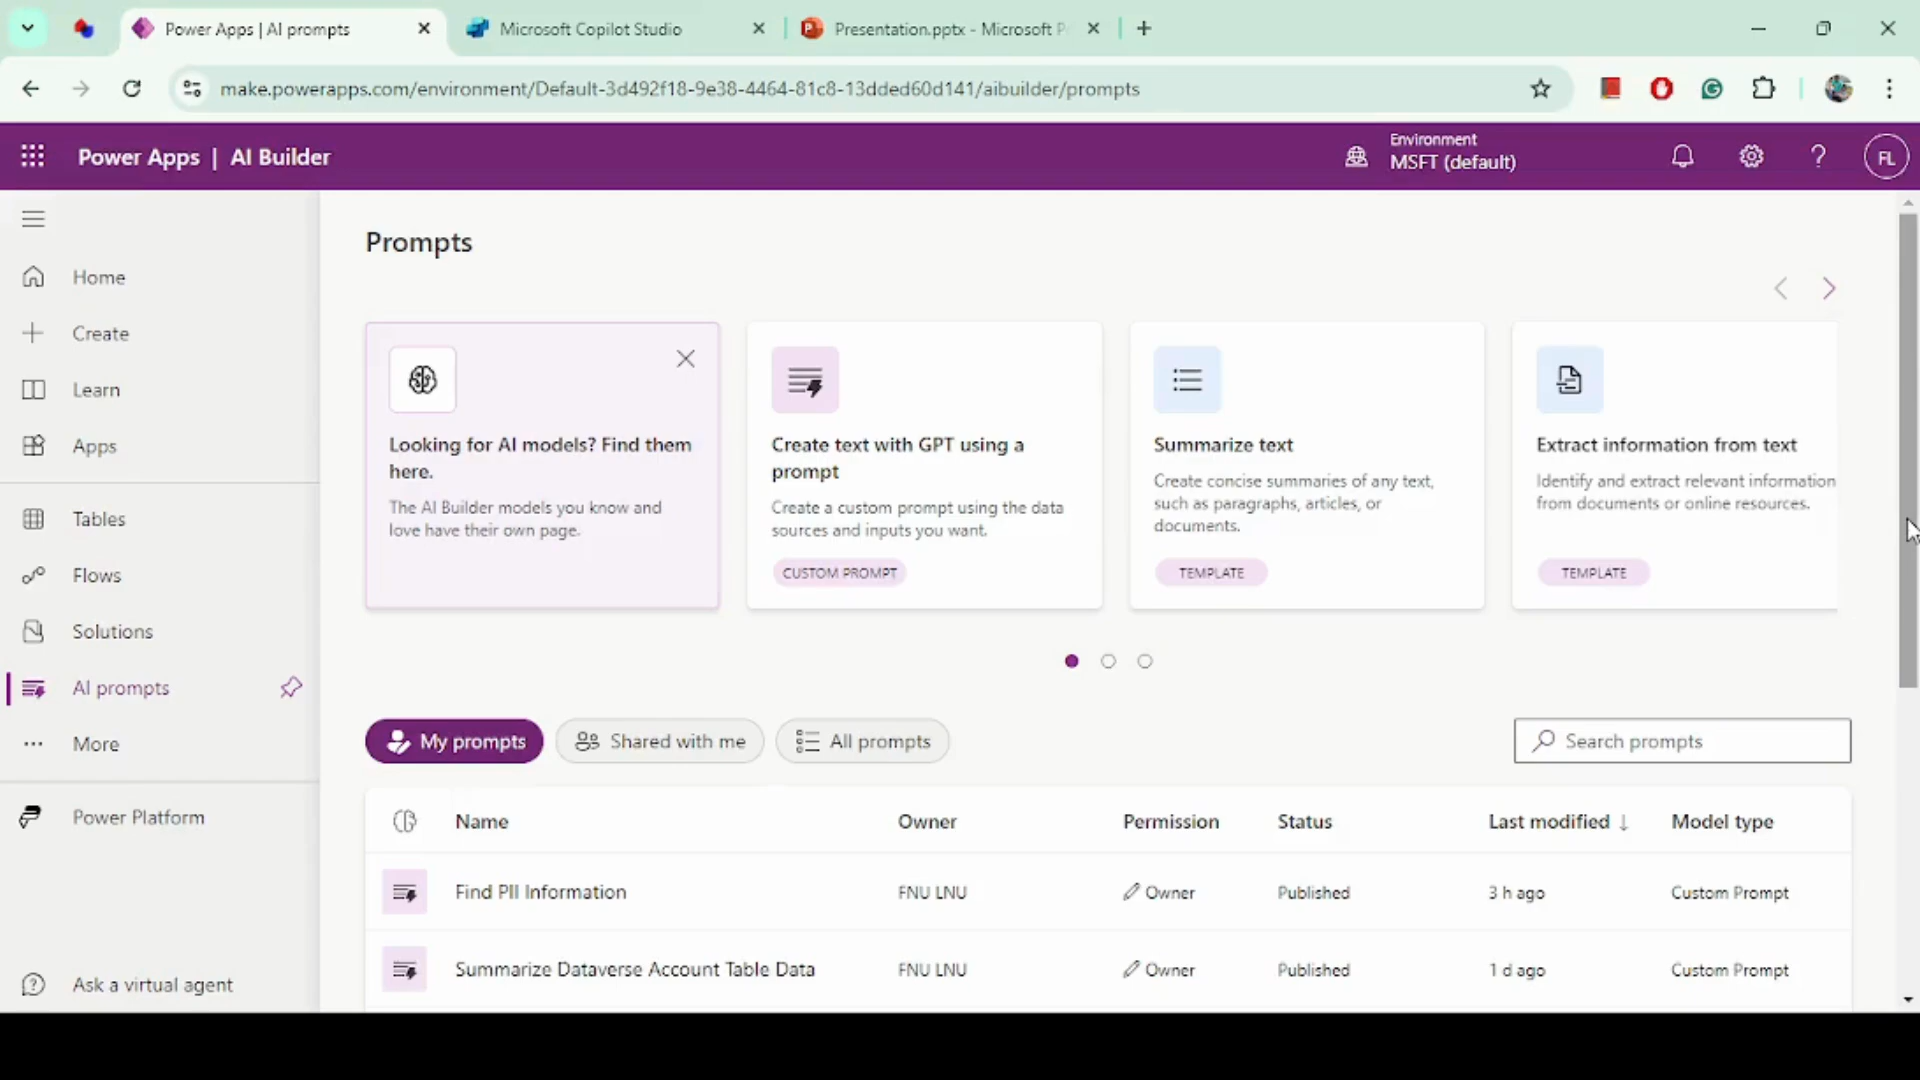 Power Apps | AI prompts
Microsoft Copilot Studio
Presentation.pptx - Microsoft P
make.powerapps.com/environment/Default-3d492f18-9e38-4464-81c8-13dded60d141/aibuilder/prompts
Power Apps | AI Builder
Environment
MSFT (default)
FL
Home
Create
Learn
Apps
Tables
Flows
Solutions
AI prompts
More
Power Platform
Ask a virtual agent
Prompts
Looking for AI models? Find them
here.
The AI Builder models you know and
love have their own page.
Create text with GPT using a
prompt
Create a custom prompt using the data
sources and inputs you want.
CUSTOM PROMPT
Summarize text
Create concise summaries of any text,
such as paragraphs, articles, or
documents.
TEMPLATE
Extract information from text
Identify and extract relevant information
from documents or online resources.
TEMPLATE
My prompts
Shared with me
All prompts
Search prompts
Name Owner Permission Status Last modified ↓ Model type
Find PII Information FNU LNU Owner Published 3 h ago Custom Prompt
Summarize Dataverse Account Table Data FNU LNU Owner Published 1 d ago Custom Prompt